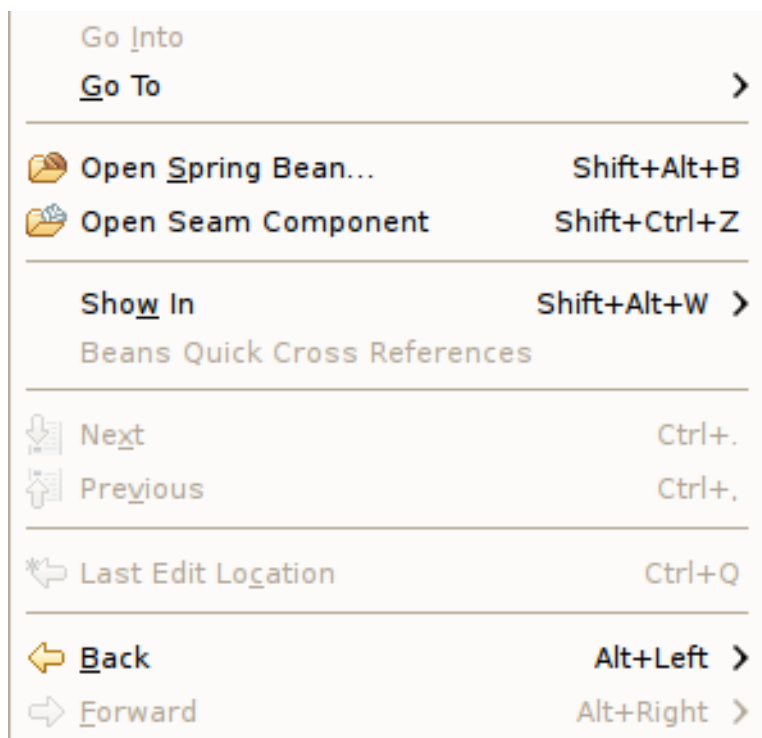 Go Into
Go To
Open Spring Bean... Shift+Alt+B
Open Seam Component Shift+Ctrl+Z
Show In Shift+Alt+W
Beans Quick Cross References
Next Ctrl+.
Previous Ctrl+,
Last Edit Location Ctrl+Q
Back Alt+Left
Forward Alt+Right